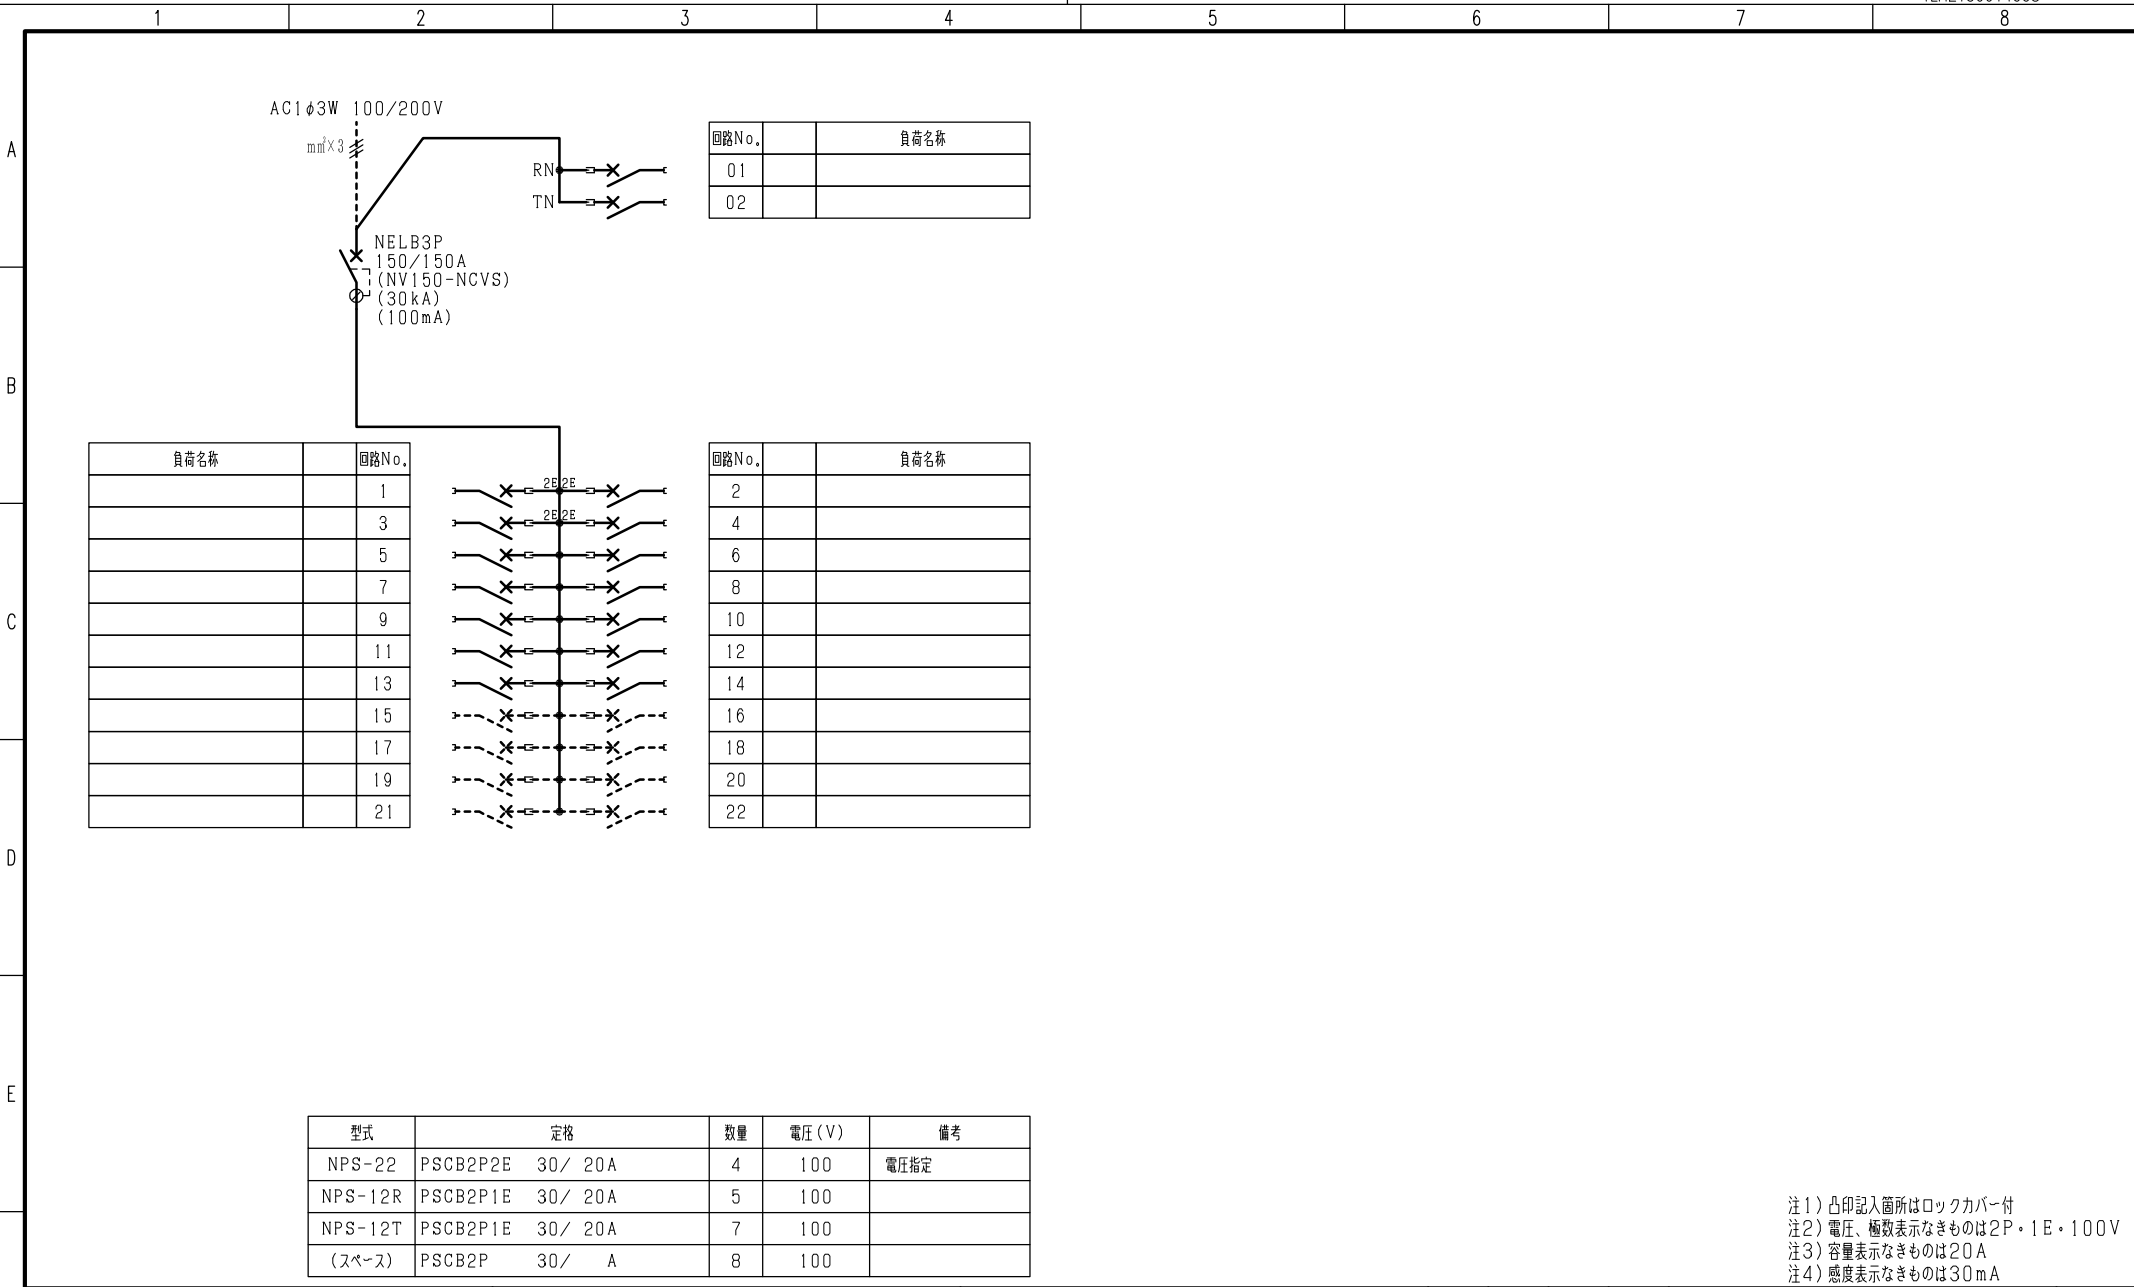 1 2 3 4 5 6 7 8
A
B
C
D
E
AC1φ3W 100/200V
mm²×3
RN
TN
回路No. 負荷名称
01
02
NELB3P
150/150A
(NV150-NCVS)
(30kA)
(100mA)
負荷名称 回路No.
1
3
5
7
9
11
13
15
17
19
21
2E 2E
2E 2E
回路No. 負荷名称
2
4
6
8
10
12
14
16
18
20
22
型式 定格 数量 電圧(V) 備考
NPS-22 PSCB2P2E 30/ 20A 4 100 電圧指定
NPS-12R PSCB2P1E 30/ 20A 5 100
NPS-12T PSCB2P1E 30/ 20A 7 100
(スペース) PSCB2P 30/ A 8 100
注1)凸印記入箇所はロックカバー付
注2)電圧、極数表示なきものは2P・1E・100V
注3)容量表示なきものは20A
注4)感度表示なきものは30mA